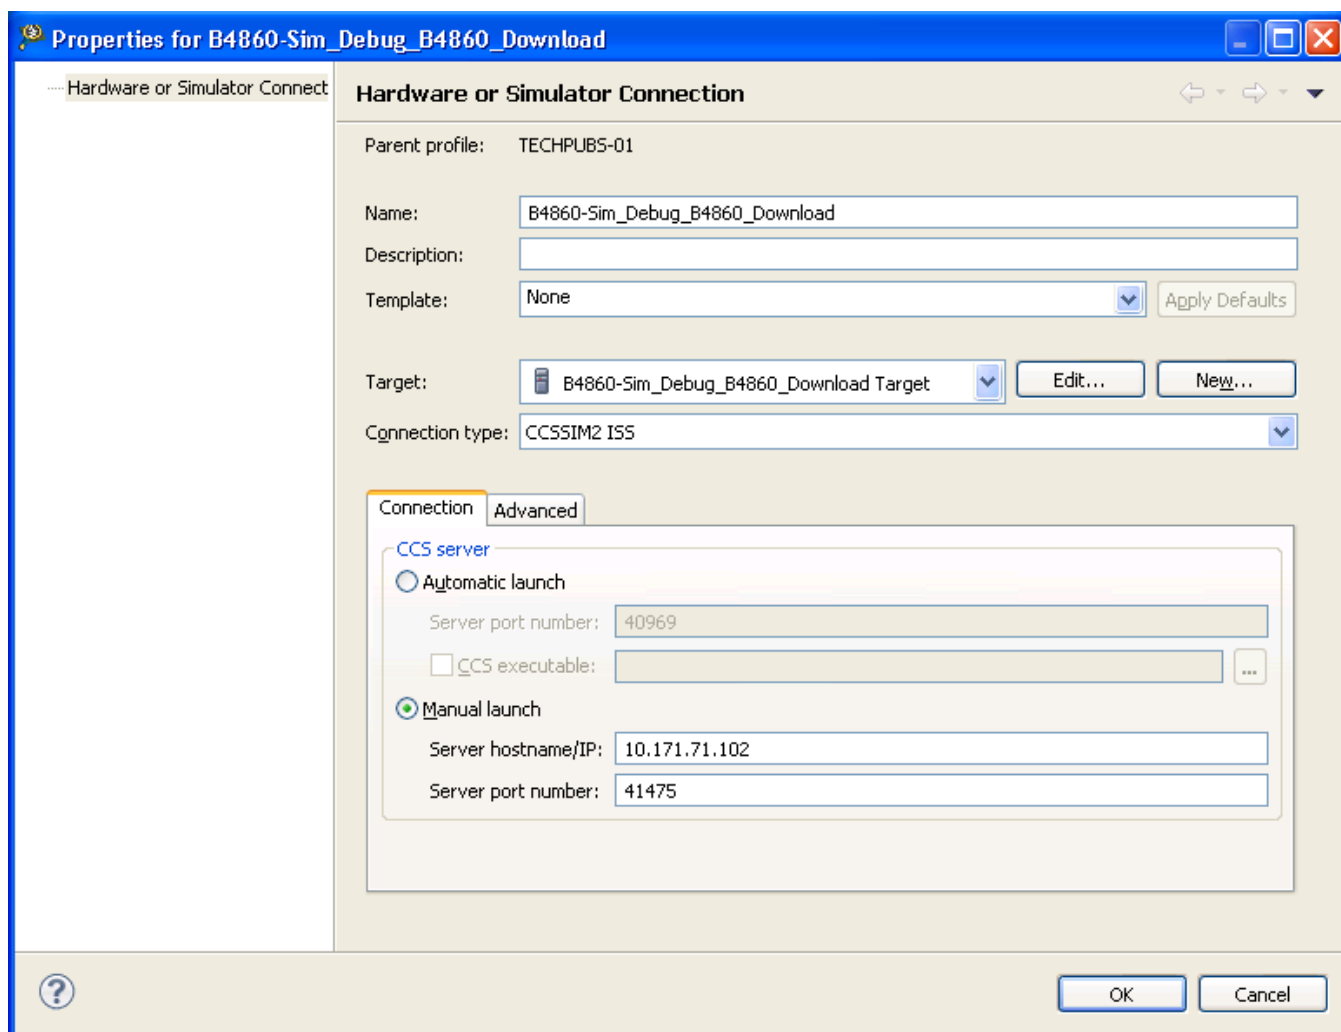 Properties for B4860-Sim_Debug_B4860_Download
Hardware or Simulator Connect
Hardware or Simulator Connection
Parent profile: TECHPUBS-01
Name: B4860-Sim_Debug_B4860_Download
Description:
Template: None Apply Defaults
Target: B4860-Sim_Debug_B4860_Download Target Edit... New...
Connection type: CCSSIM2 ISS
Connection Advanced
CCS server
Automatic launch
Server port number: 40969
CCS executable: ...
Manual launch
Server hostname/IP: 10.171.71.102
Server port number: 41475
? OK Cancel